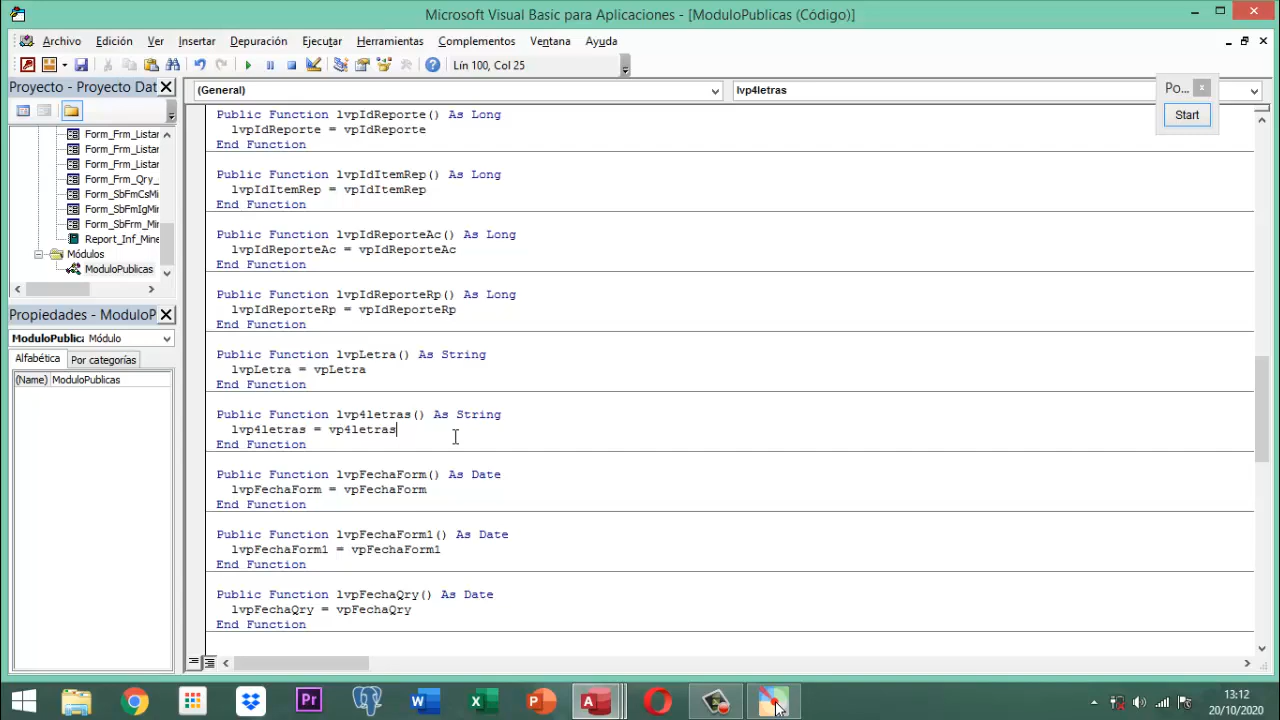 Microsoft Visual Basic para Aplicaciones - [ModuloPublicas (Código)]
Archivo Edición Ver Insertar Depuración Ejecutar Herramientas Complementos Ventana Ayuda
Lín 100, Col 25
Proyecto - Proyecto Dat
(General)
lvp4letras
Po...
Start
Form_Frm_Listar
Form_Frm_Listar
Form_Frm_Listar
Form_Frm_Qry_
Form_SbFmCsMi
Form_SbFmIgMir
Form_SbFrm_Mi
Report_Inf_Mine
Módulos
ModuloPublicas
Propiedades - ModuloP
ModuloPublica Módulo
Alfabética Por categorías
(Name) ModuloPublicas
Public Function lvpIdReporte() As Long
lvpIdReporte = vpIdReporte
End Function
Public Function lvpIdItemRep() As Long
lvpIdItemRep = vpIdItemRep
End Function
Public Function lvpIdReporteAc() As Long
lvpIdReporteAc = vpIdReporteAc
End Function
Public Function lvpIdReporteRp() As Long
lvpIdReporteRp = vpIdReporteRp
End Function
Public Function lvpLetra() As String
lvpLetra = vpLetra
End Function
Public Function lvp4letras() As String
lvp4letras = vp4letras
End Function
Public Function lvpFechaForm() As Date
lvpFechaForm = vpFechaForm
End Function
Public Function lvpFechaForm1() As Date
lvpFechaForm1 = vpFechaForm1
End Function
Public Function lvpFechaQry() As Date
lvpFechaQry = vpFechaQry
End Function
Pr
13:12
20/10/2020